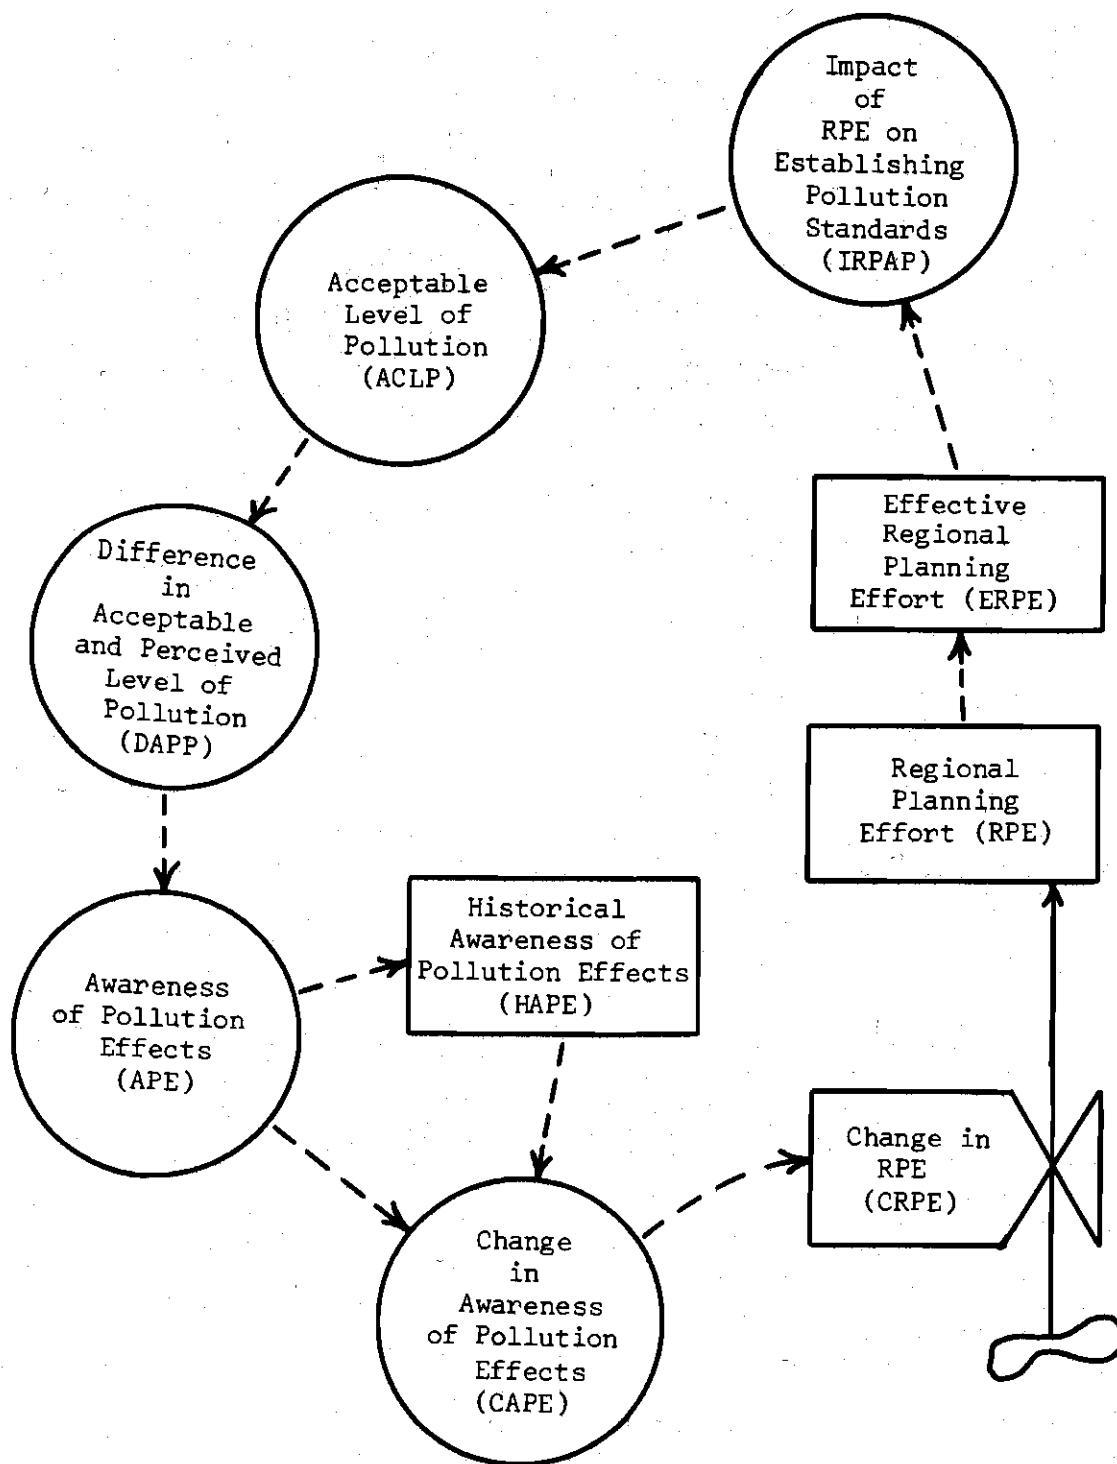 Impact
of
RPE on
Establishing
Pollution
Standards
(IRPAP)
Acceptable
Level of
Pollution
(ACLP)
Effective
Regional
Planning
Effort (ERPE)
Difference
in
Acceptable
and Perceived
Level of
Pollution
(DAPP)
Regional
Planning
Effort (RPE)
Historical
Awareness of
Pollution Effects
(HAPE)
Awareness
of Pollution
Effects
(APE)
Change in
RPE
(CRPE)
Change
in
Awareness
of Pollution
Effects
(CAPE)